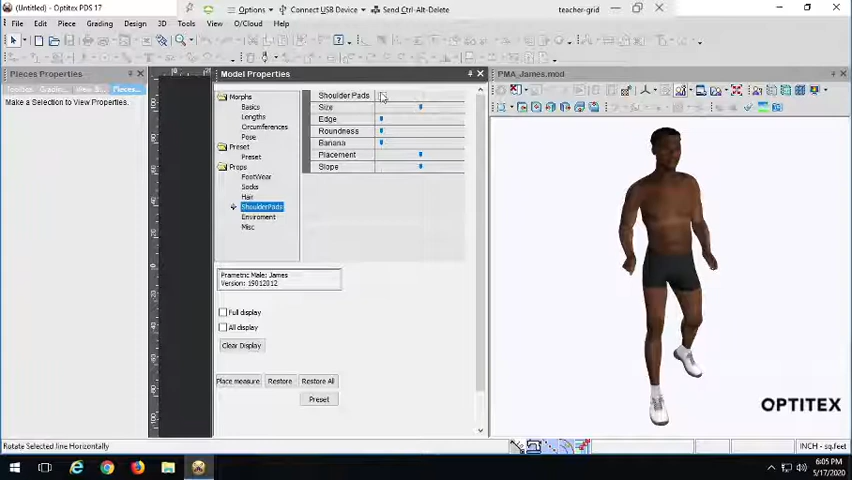 (Untitled) - Optitex PDS 17
Options
Connect USB Device
Send Ctrl-Alt-Delete
teacher-grid
File Edit Piece Grading Design 3D Tools View O/Cloud Help
Pieces Properties
Pieces...
Make a Selection to View Properties.
Model Properties
Morphs
Basics
Lengths
Circumferences
Pose
Preset
Preset
Props
FootWear
Socks
Hair
ShoulderPads
Enviroment
Misc
Shoulder Pads
Size
Edge
Roundness
Banana
Placement
Slope
Prametric Male: James
Version: 19012012
Full display
All display
Clear Display
Place measure Restore Restore All
Preset
PMA_James.mod
OPTITEX
Rotate Selected line Horizontally
INCH - sq.feet
6:05 PM
5/17/2020